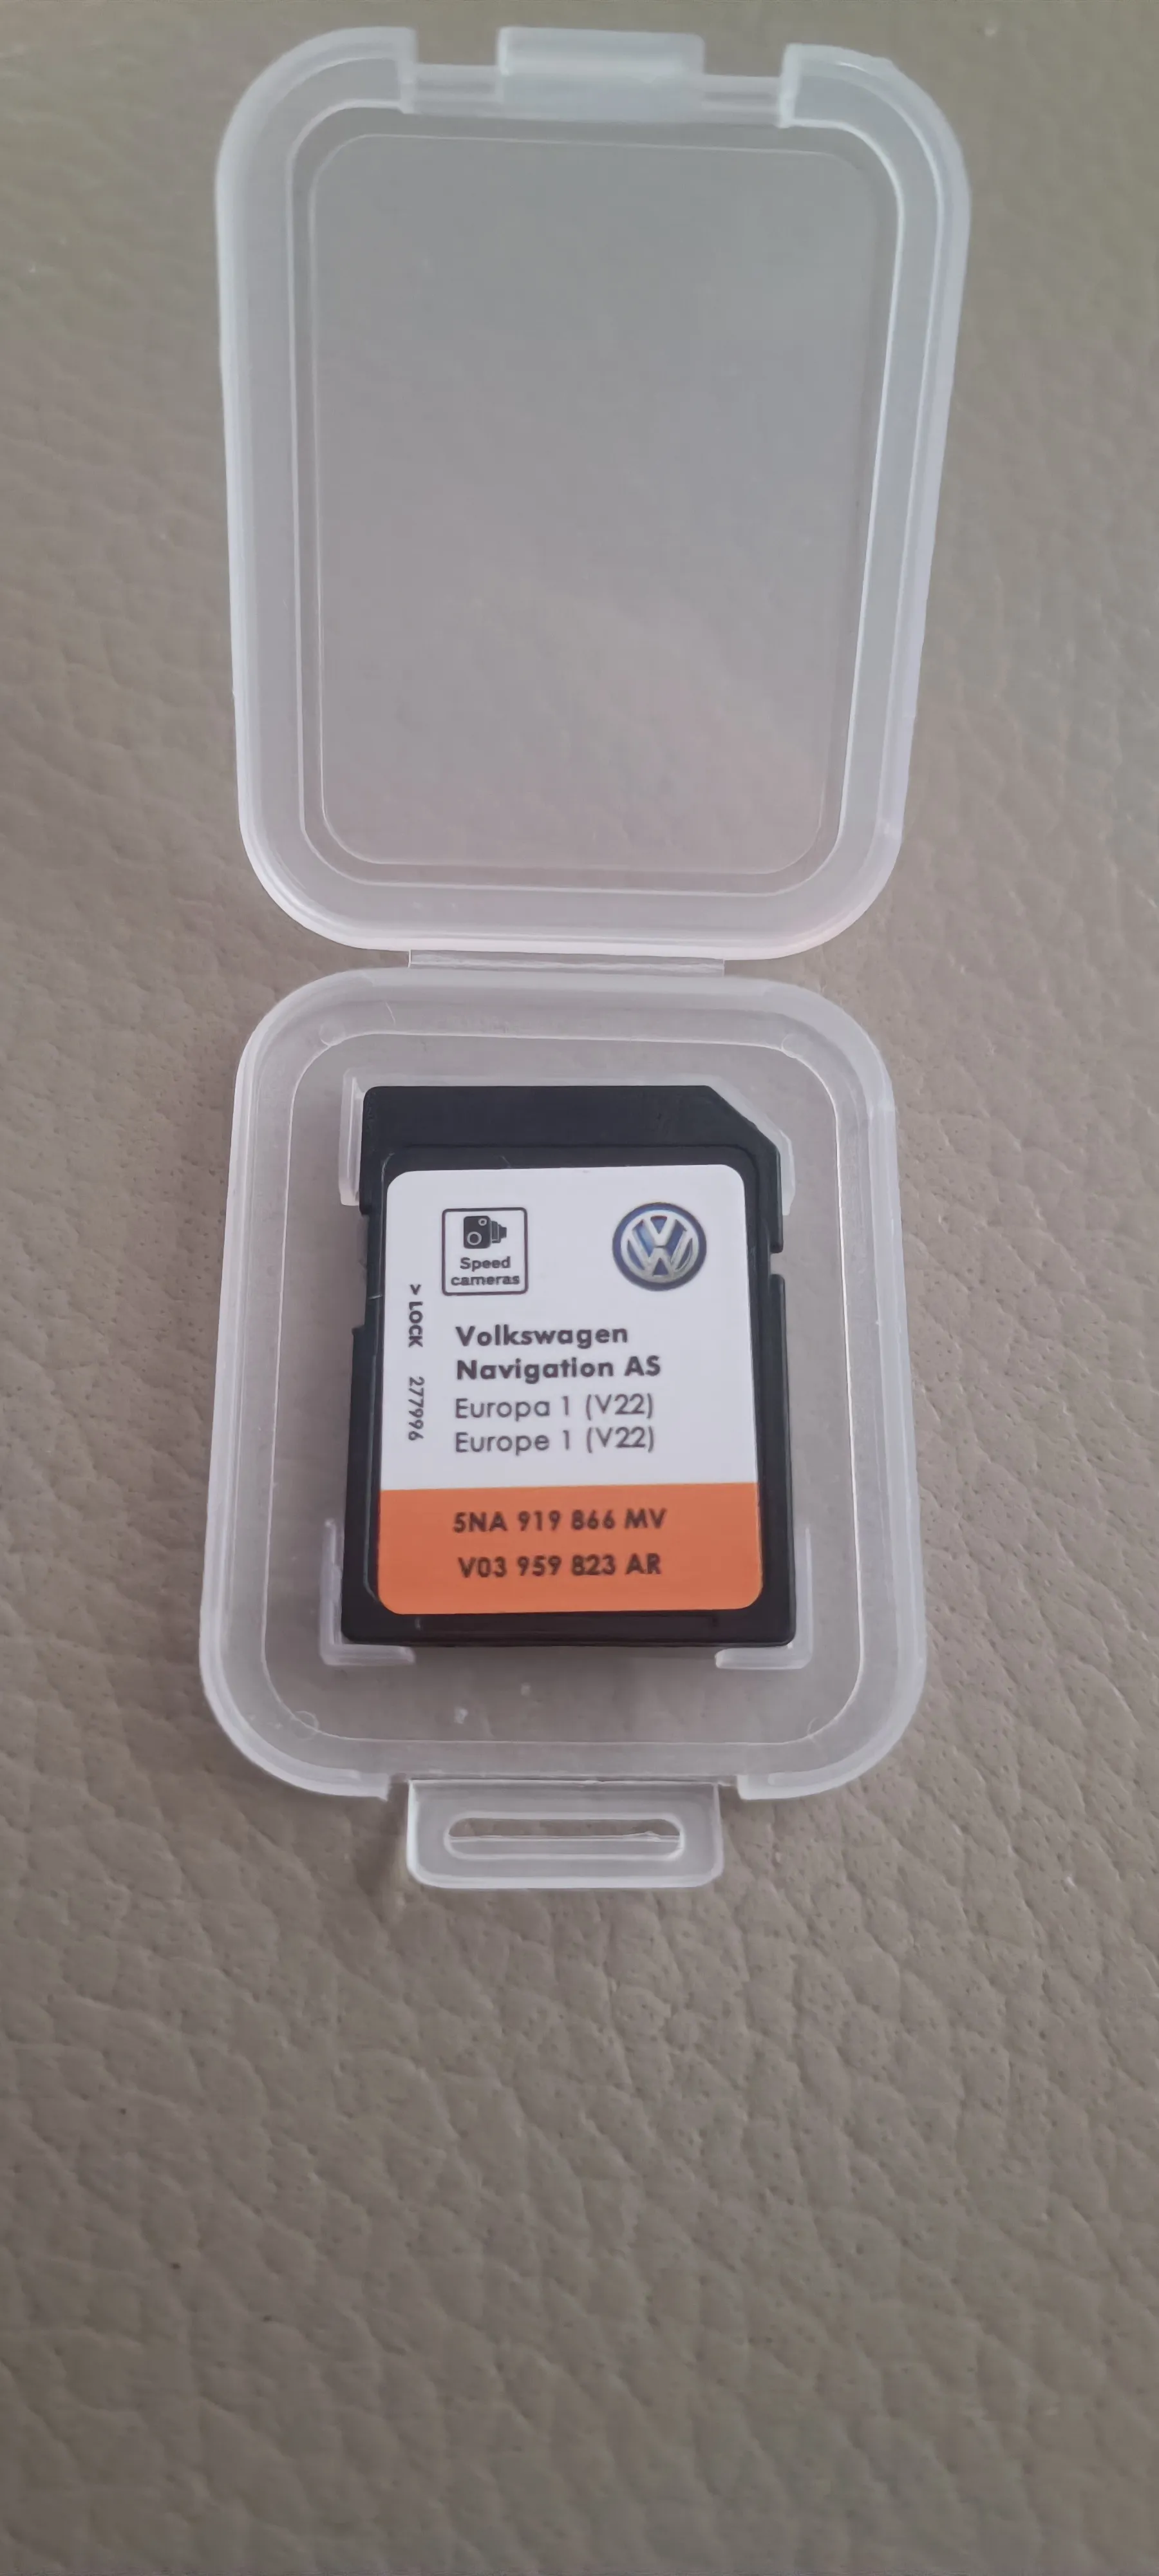 Speed
cameras
> LOCK 277996
Volkswagen
Navigation AS
Europa 1 (V22)
Europe 1 (V22)
5NA 919 866 MV
V03 959 823 AR